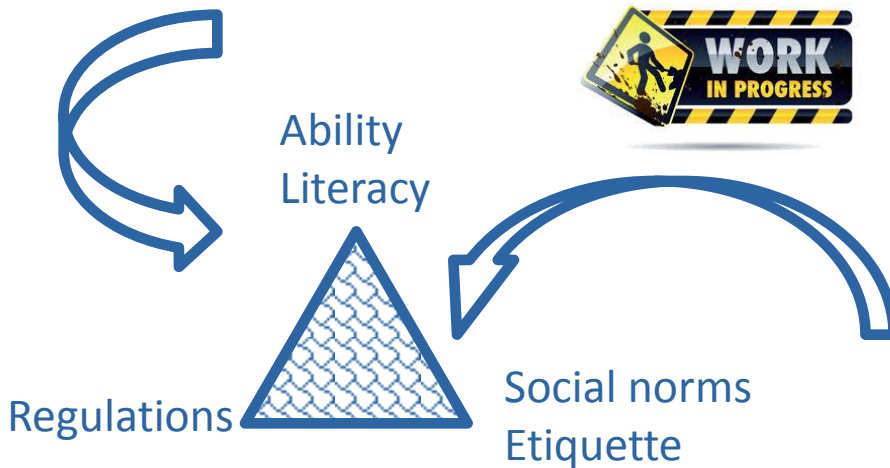 WORK
IN PROGRESS
Ability
Literacy
Regulations
Social norms
Etiquette